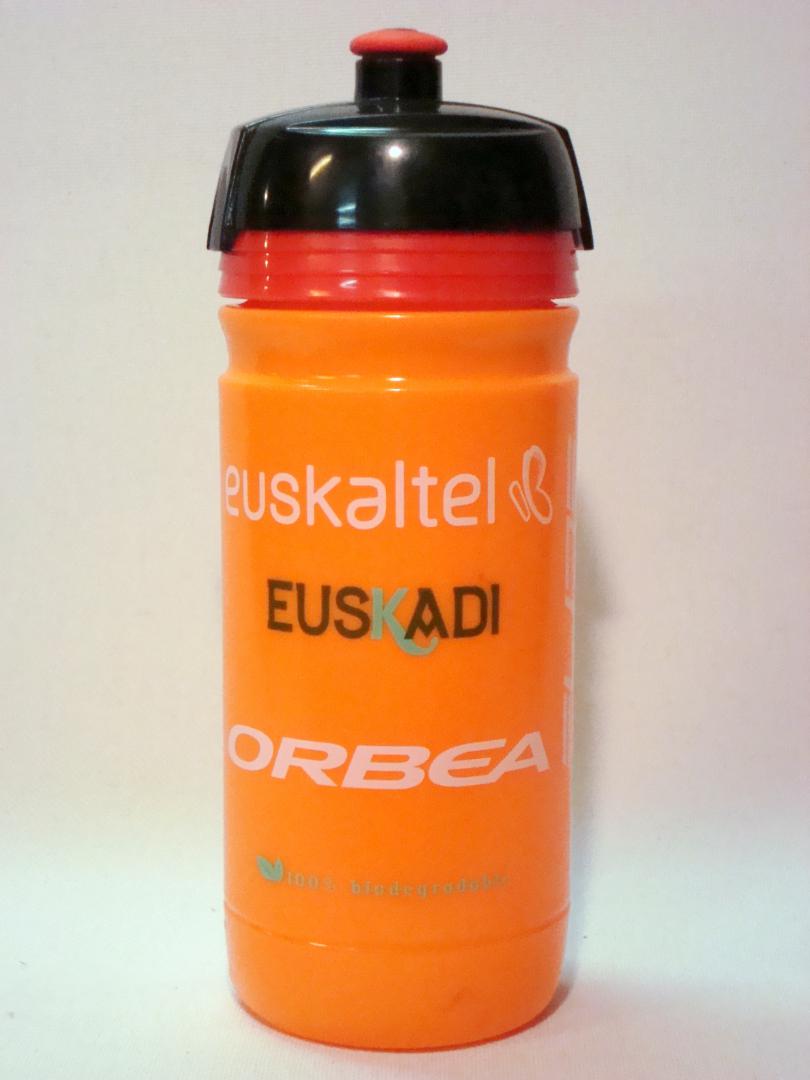 euskaltel
EUSKADI
ORBEA
100% biodegradable